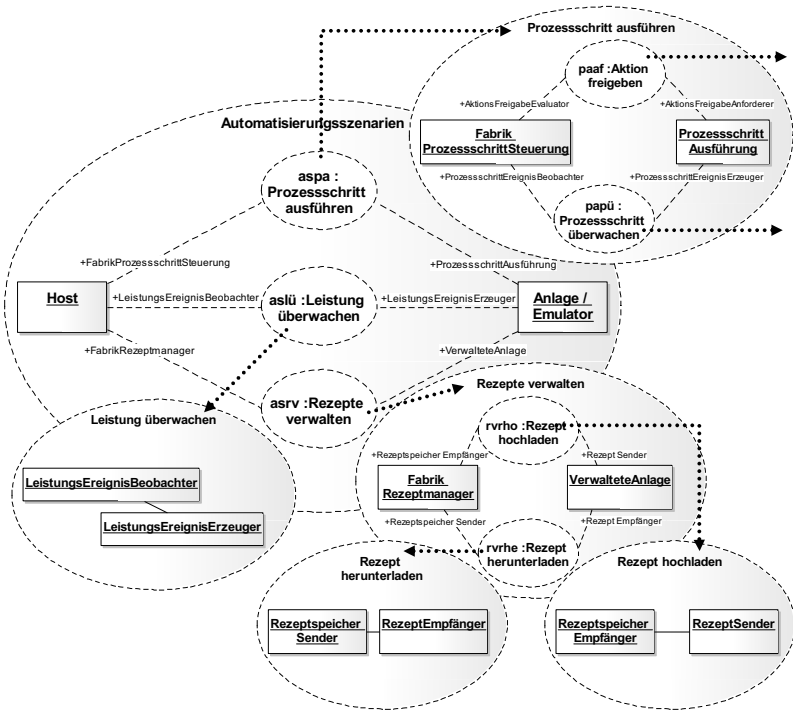 Prozessschritt ausführen
paaf :Aktion
freigeben
+AktionsFreigabeEvaluator
+AktionsFreigabeAnforderer
Fabrik
ProzessschrittSteuerung
Prozessschritt
Ausführung
+ProzessschrittEreignisBeobachter
+ProzessschrittEreignisErzeuger
papü :
Prozessschritt
überwachen
Automatisierungsszenarien
aspa :
Prozessschritt
ausführen
+FabrikProzessschrittSteuerung
+ProzessschrittAusführung
Host
+LeistungsEreignisBeobachter
aslü :Leistung
überwachen
+LeistungsEreignisErzeuger
Anlage /
Emulator
+FabrikRezeptmanager
+VerwalteteAnlage
asrv :Rezepte
verwalten
Leistung überwachen
LeistungsEreignisBeobachter
LeistungsEreignisErzeuger
Rezepte verwalten
rvrho :Rezept
hochladen
+Rezeptspeicher Empfänger
+Rezept Sender
Fabrik
Rezeptmanager
VerwalteteAnlage
+Rezeptspeicher Sender
+Rezept Empfänger
rvrhe :Rezept
herunterladen
Rezept
herunterladen
Rezeptspeicher
Sender
RezeptEmpfänger
Rezept hochladen
Rezeptspeicher
Empfänger
RezeptSender